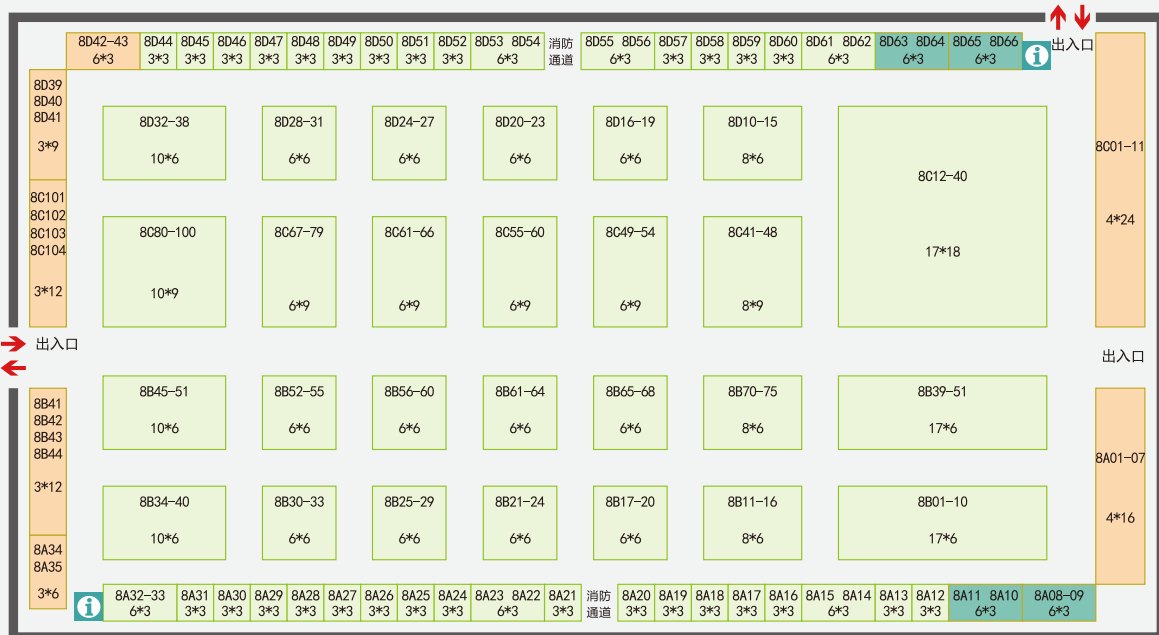 8D42-43
6*3
8D44
3*3
8D45
3*3
8D46
3*3
8D47
3*3
8D48
3*3
8D49
3*3
8D50
3*3
8D51
3*3
8D52
3*3
8D53 8D54
6*3
消防
通道
8D55 8D56
6*3
8D57
3*3
8D58
3*3
8D59
3*3
8D60
3*3
8D61 8D62
6*3
8D63 8D64
6*3
8D65 8D66
6*3
i
出入口
8D39
8D40
8D41
3*9
8D32-38
10*6
8D28-31
6*6
8D24-27
6*6
8D20-23
6*6
8D16-19
6*6
8D10-15
8*6
8C12-40
17*18
8C01-11
4*24
8C101
8C102
8C103
8C104
3*12
8C80-100
10*9
8C67-79
6*9
8C61-66
6*9
8C55-60
6*9
8C49-54
6*9
8C41-48
8*9
出入口
出入口
8B41
8B42
8B43
8B44
3*12
8B45-51
10*6
8B52-55
6*6
8B56-60
6*6
8B61-64
6*6
8B65-68
6*6
8B70-75
8*6
8B39-51
17*6
8A01-07
4*16
8B34-40
10*6
8B30-33
6*6
8B25-29
6*6
8B21-24
6*6
8B17-20
6*6
8B11-16
8*6
8B01-10
17*6
8A34
8A35
3*6
i
8A32-33
6*3
8A31
3*3
8A30
3*3
8A29
3*3
8A28
3*3
8A27
3*3
8A26
3*3
8A25
3*3
8A24
3*3
8A23 8A22
6*3
8A21
3*3
消防
通道
8A20
3*3
8A19
3*3
8A18
3*3
8A17
3*3
8A16
3*3
8A15 8A14
6*3
8A13
3*3
8A12
3*3
8A11 8A10
6*3
8A08-09
6*3